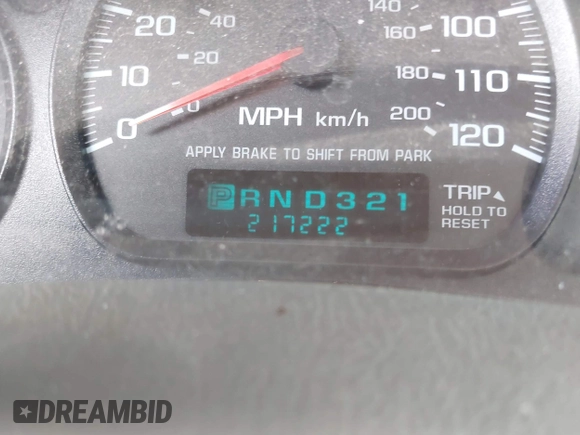 20 40 140 160 100
10 20 180 110
0 0 MPH km/h 200 120
APPLY BRAKE TO SHIFT FROM PARK
PRND321 TRIP
217222 HOLD TO
RESET
DREAMBID